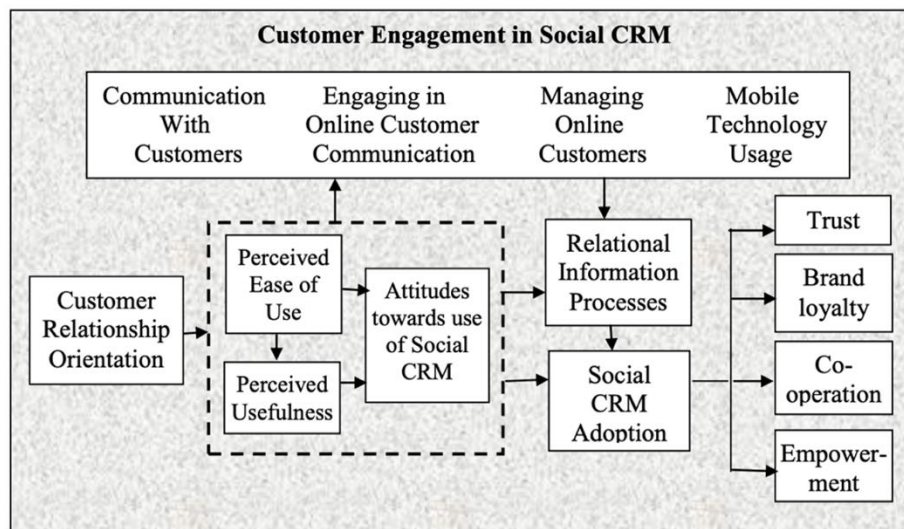 Customer Engagement in Social CRM
Communication
With
Customers
Engaging in
Online Customer
Communication
Managing
Online
Customers
Mobile
Technology
Usage
Customer
Relationship
Orientation
Perceived
Ease of
Use
Perceived
Usefulness
Attitudes
towards use
of Social
CRM
Relational
Information
Processes
Social
CRM
Adoption
Trust
Brand
loyalty
Co-
operation
Empower-
ment